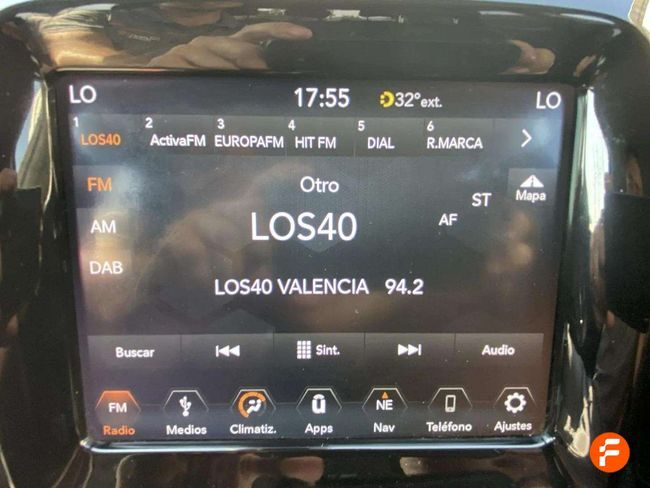 LO 17:55 32°ext. LO
1 2 3 4 5 6
LOS40 ActivaFM EUROPAFM HIT FM DIAL R.MARCA
FM Otro
ST Mapa
AM LOS40 AF
DAB
LOS40 VALENCIA 94.2
Buscar Sint. Audio
FM NE
Radio Medios Climatiz. Apps Nav Teléfono Ajustes